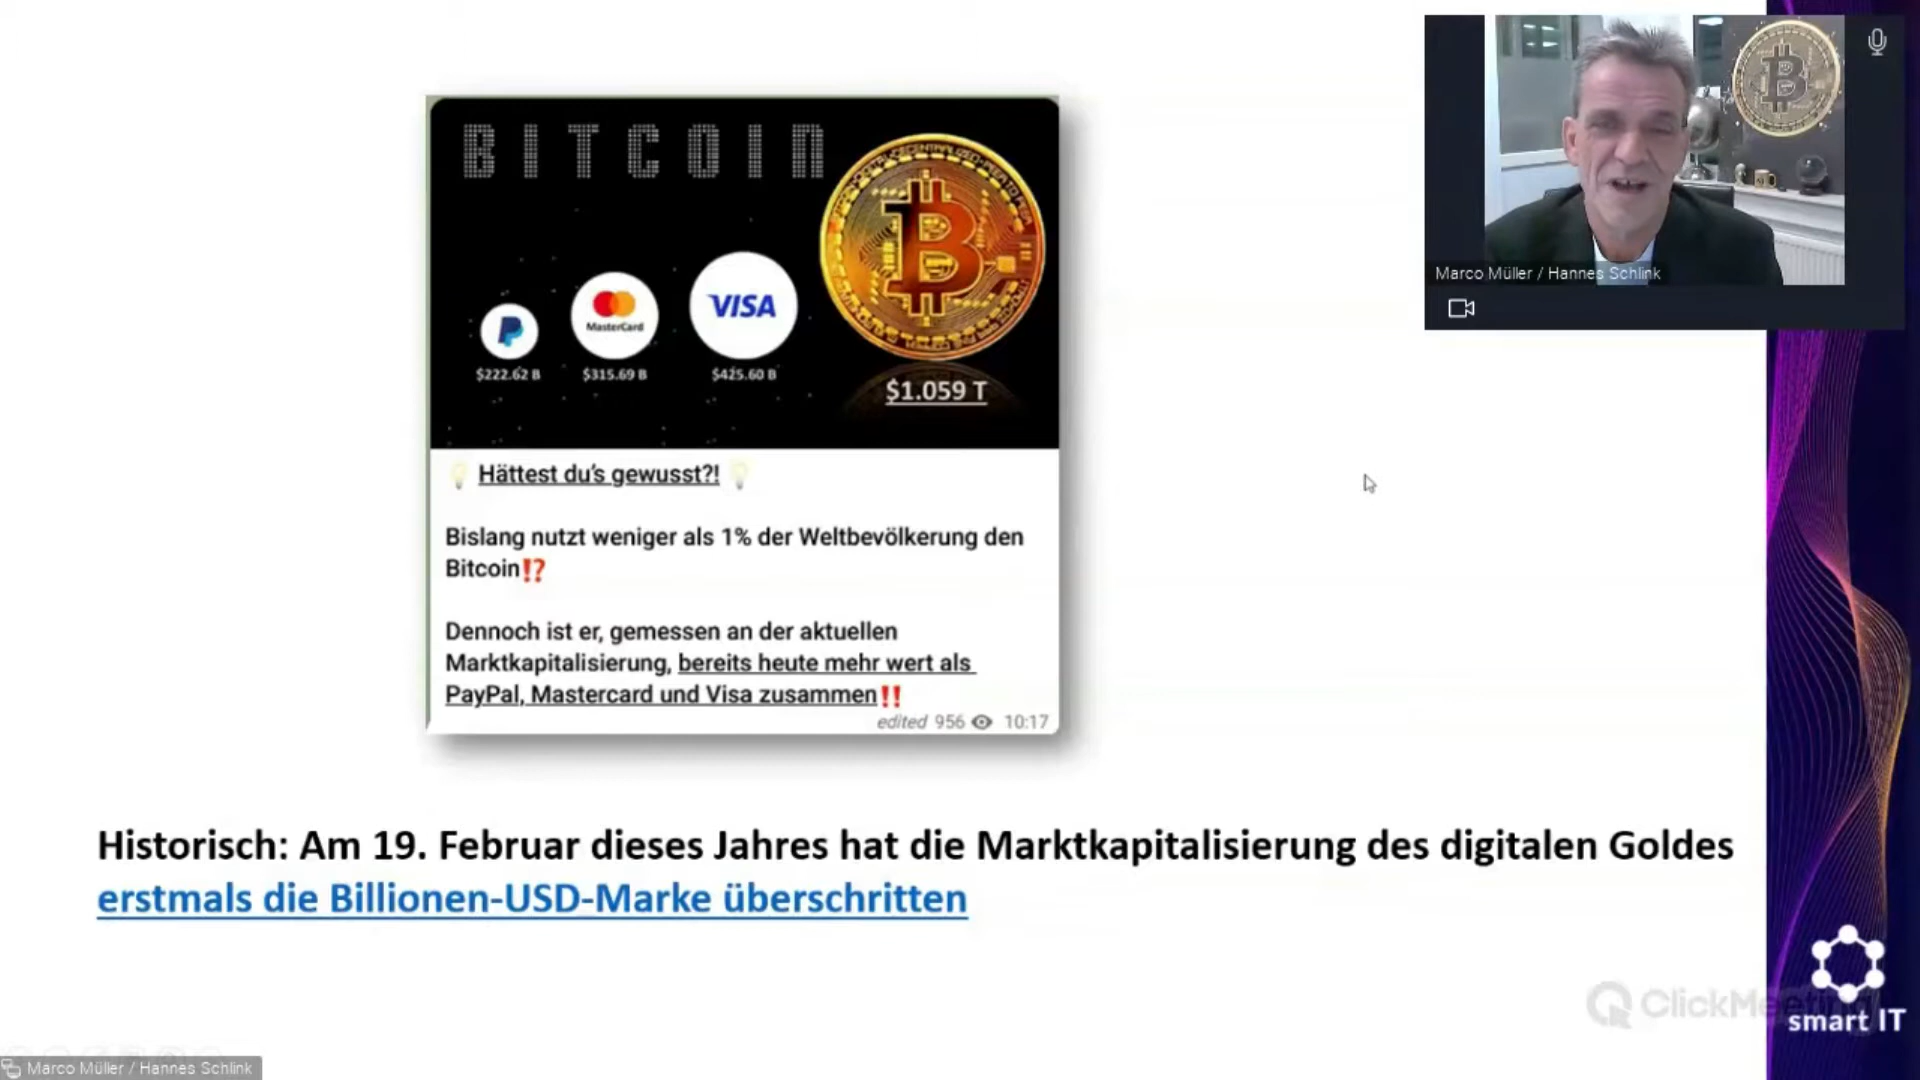 BITCOIN
MasterCard
VISA
$222.62 B
$315.69 B
$425.60 B
$1.059 T
Hättest du's gewusst?!
Bislang nutzt weniger als 1% der Weltbevölkerung den
Bitcoin⁉️
Dennoch ist er, gemessen an der aktuellen
Marktkapitalisierung, bereits heute mehr wert als
PayPal, Mastercard und Visa zusammen‼️
edited 956 10:17
Marco Müller / Hannes Schlink
Historisch: Am 19. Februar dieses Jahres hat die Marktkapitalisierung des digitalen Goldes
erstmals die Billionen-USD-Marke überschritten
ClickMeeting
smart IT
Marco Müller / Hannes Schlink